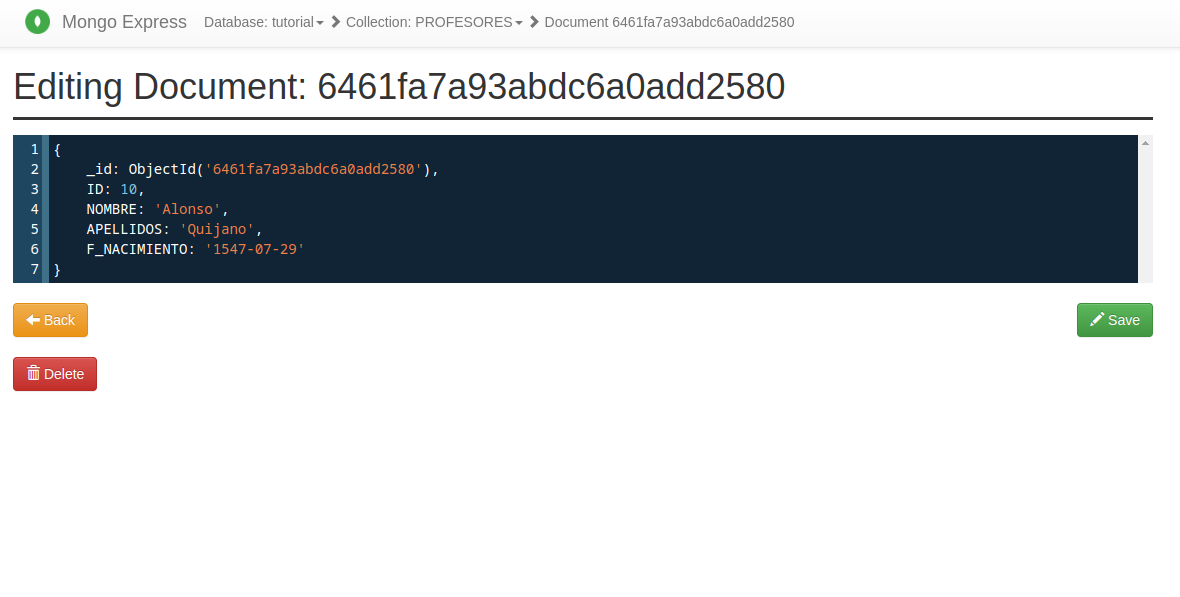 Mongo Express Database: tutorial Collection: PROFESORES Document 6461fa7a93abdc6a0add2580
Editing Document: 6461fa7a93abdc6a0add2580
1 {
2 _id: ObjectId('6461fa7a93abdc6a0add2580'),
3 ID: 10,
4 NOMBRE: 'Alonso',
5 APELLIDOS: 'Quijano',
6 F_NACIMIENTO: '1547-07-29'
7 }
Back Save
Delete